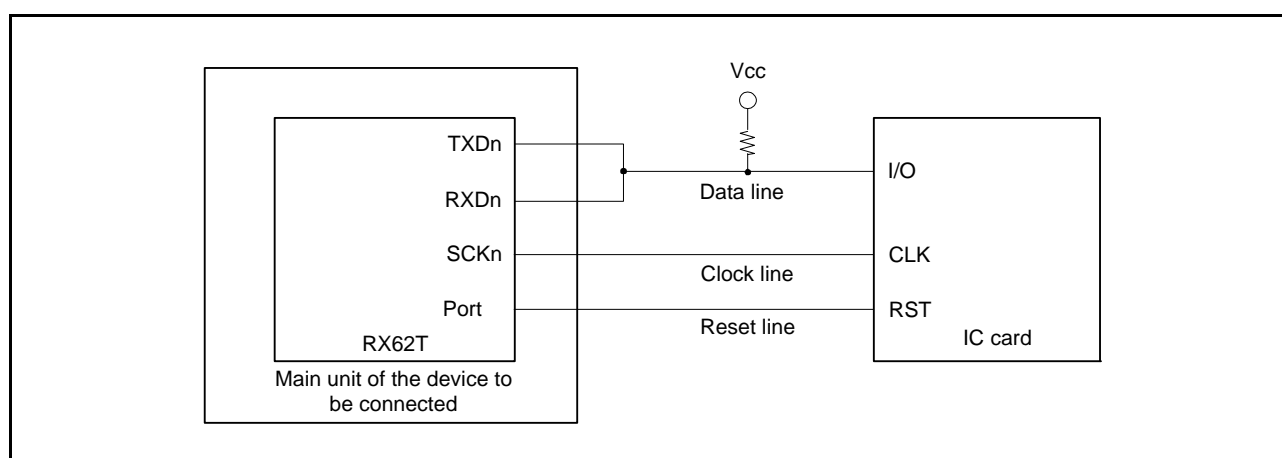 Vcc
TXDn
RXDn
SCKn
Port
RX62T
Main unit of the device to
be connected
Data line
Clock line
Reset line
I/O
CLK
RST
IC card